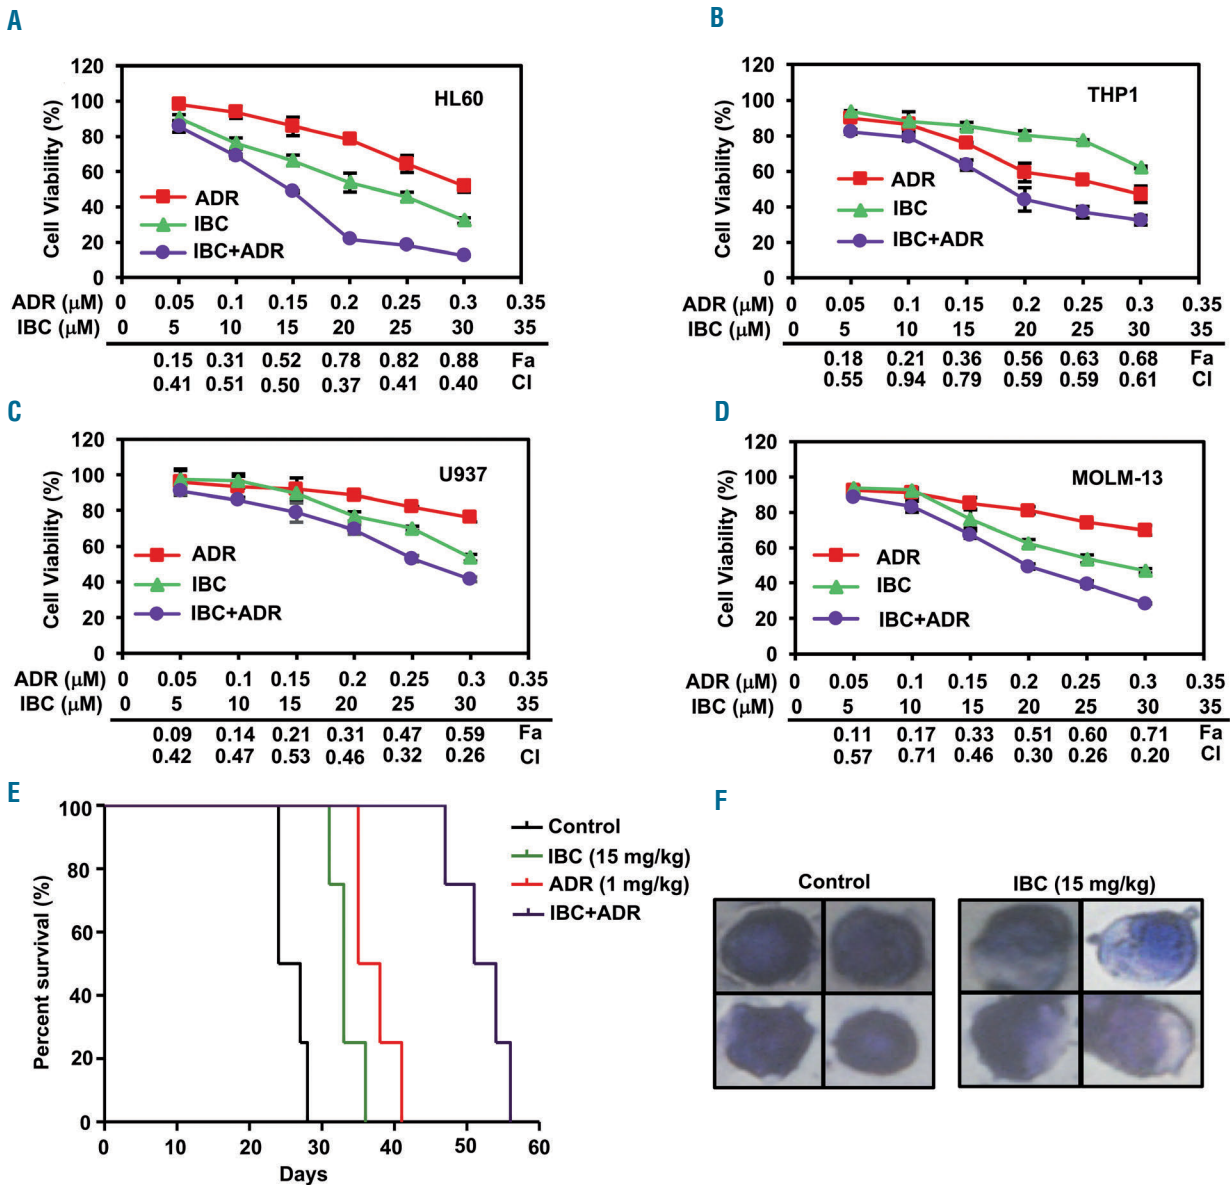 A
120
100
80
60
40
20
0
Cell Viability (%)
HL60
ADR
IBC
IBC+ADR
ADR (μM) 0 0.05 0.1 0.15 0.2 0.25 0.3 0.35
IBC (μM) 0 5 10 15 20 25 30 35
0.15 0.31 0.52 0.78 0.82 0.88 Fa
0.41 0.51 0.50 0.37 0.41 0.40 CI
B
120
100
80
60
40
20
0
Cell Viability (%)
THP1
ADR
IBC
IBC+ADR
ADR (μM) 0 0.05 0.1 0.15 0.2 0.25 0.3 0.35
IBC (μM) 0 5 10 15 20 25 30 35
0.18 0.21 0.36 0.56 0.63 0.68 Fa
0.55 0.94 0.79 0.59 0.59 0.61 CI
C
120
100
80
60
40
20
0
Cell Viability (%)
U937
ADR
IBC
IBC+ADR
ADR (μM) 0 0.05 0.1 0.15 0.2 0.25 0.3 0.35
IBC (μM) 0 5 10 15 20 25 30 35
0.09 0.14 0.21 0.31 0.47 0.59 Fa
0.42 0.47 0.53 0.46 0.32 0.26 CI
D
120
100
80
60
40
20
0
Cell Viability (%)
MOLM-13
ADR
IBC
IBC+ADR
ADR (μM) 0 0.05 0.1 0.15 0.2 0.25 0.3 0.35
IBC (μM) 0 5 10 15 20 25 30 35
0.11 0.17 0.33 0.51 0.60 0.71 Fa
0.57 0.71 0.46 0.30 0.26 0.20 CI
E
100
80
60
40
20
0
Percent survival (%)
Control
IBC (15 mg/kg)
ADR (1 mg/kg)
IBC+ADR
0 10 20 30 40 50 60
Days
F
Control IBC (15 mg/kg)